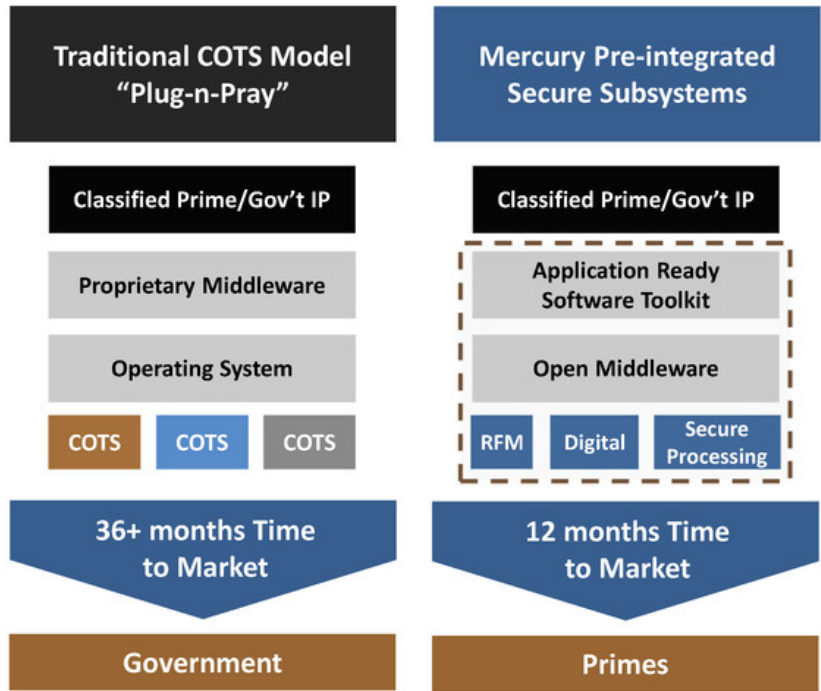 Traditional COTS Model
“Plug-n-Pray”
Classified Prime/Gov’t IP
Proprietary Middleware
Operating System
COTS
COTS
COTS
36+ months Time
to Market
Government
Mercury Pre-integrated
Secure Subsystems
Classified Prime/Gov’t IP
Application Ready
Software Toolkit
Open Middleware
RFM
Digital
Secure
Processing
12 months Time
to Market
Primes